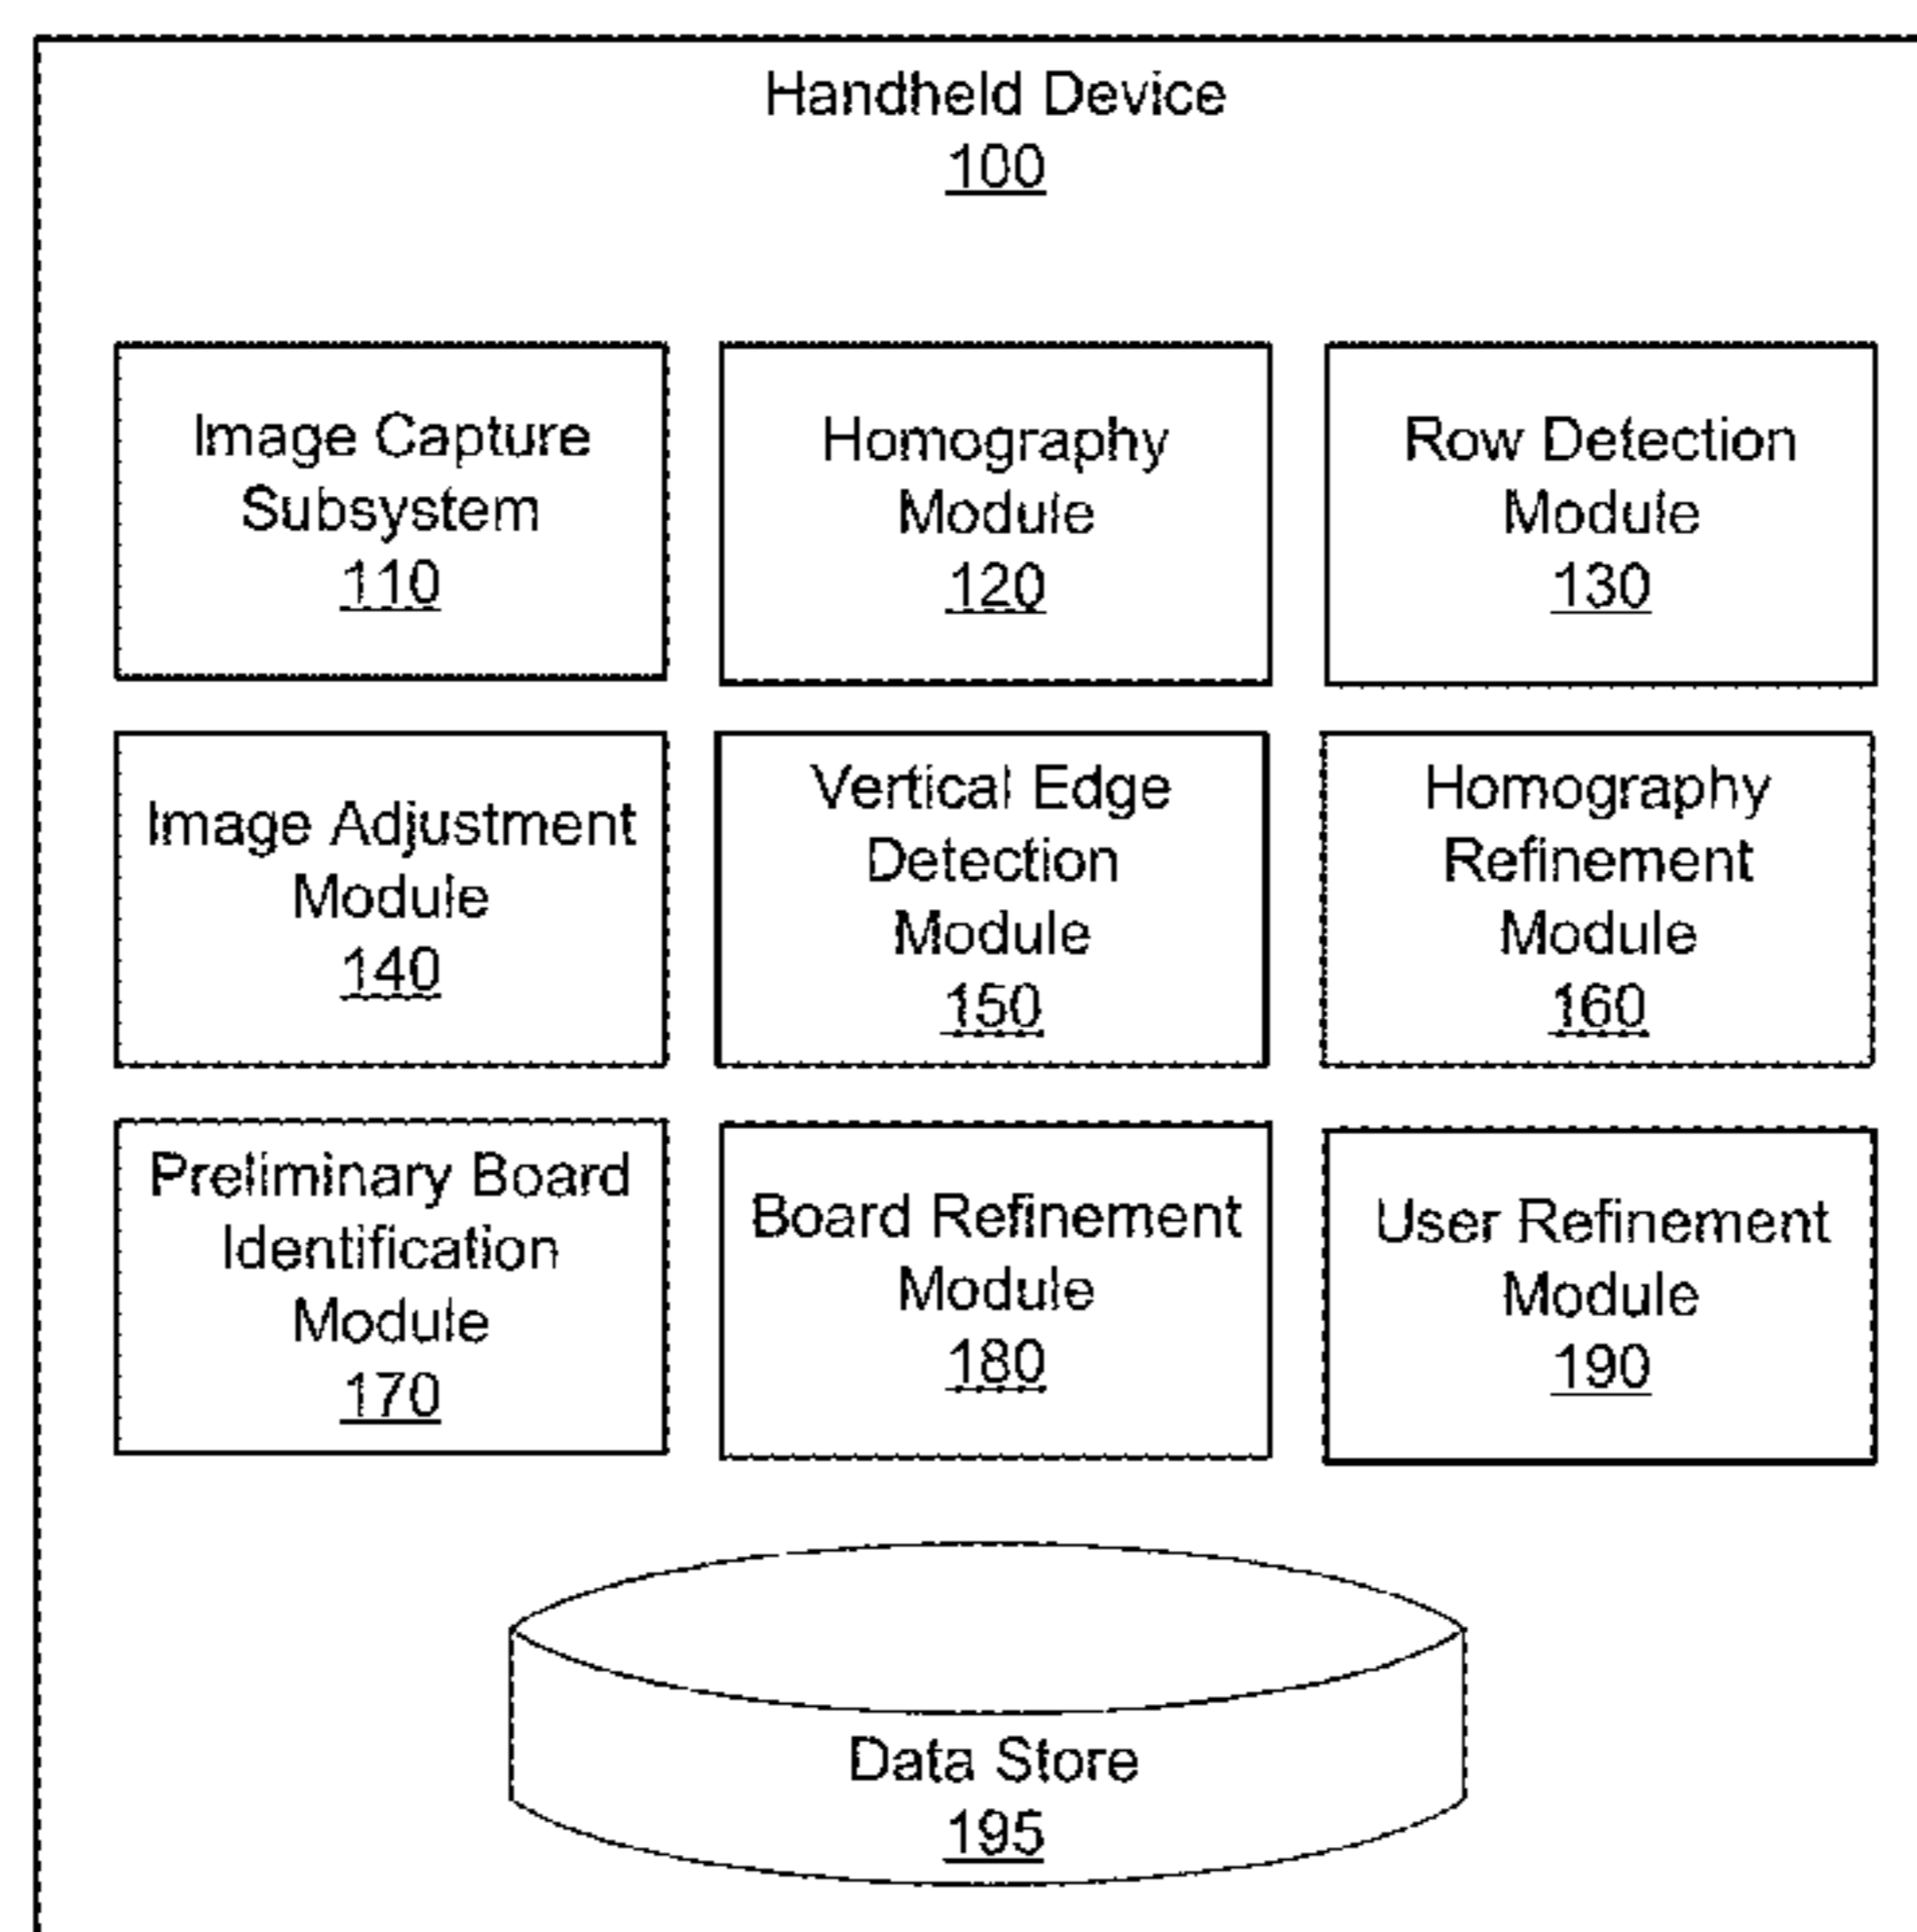 Handheld Device
100
Image Capture
Subsystem
110
Homography
Module
120
Row Detection
Module
130
Image Adjustment
Module
140
Vertical Edge
Detection
Module
150
Homography
Refinement
Module
160
Preliminary Board
Identification
Module
170
Board Refinement
Module
180
User Refinement
Module
190
Data Store
195